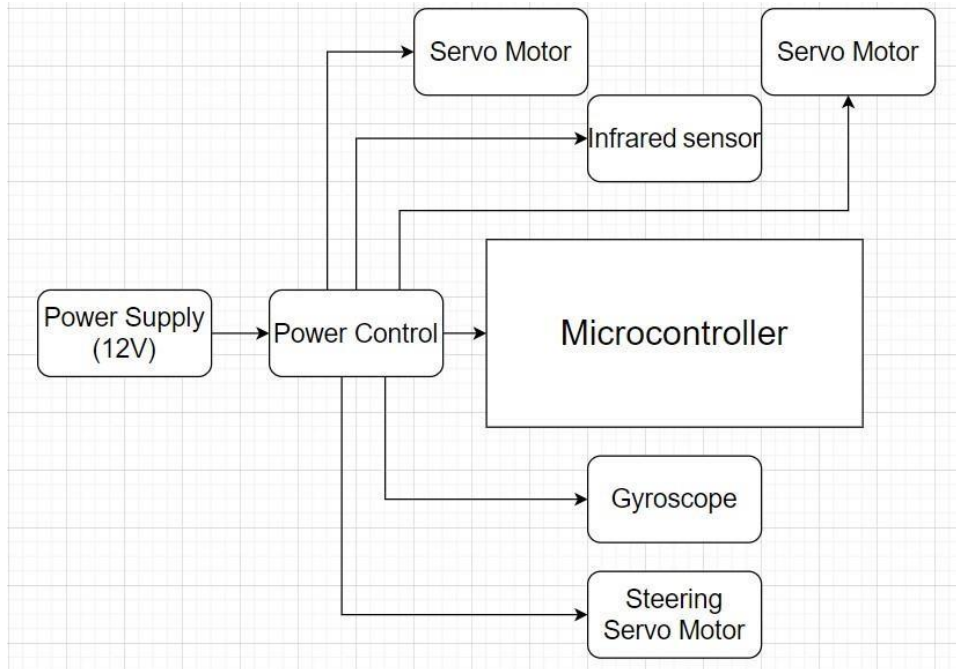 Servo Motor
Servo Motor
Infrared sensor
Power Supply
(12V)
Power Control
Microcontroller
Gyroscope
Steering
Servo Motor